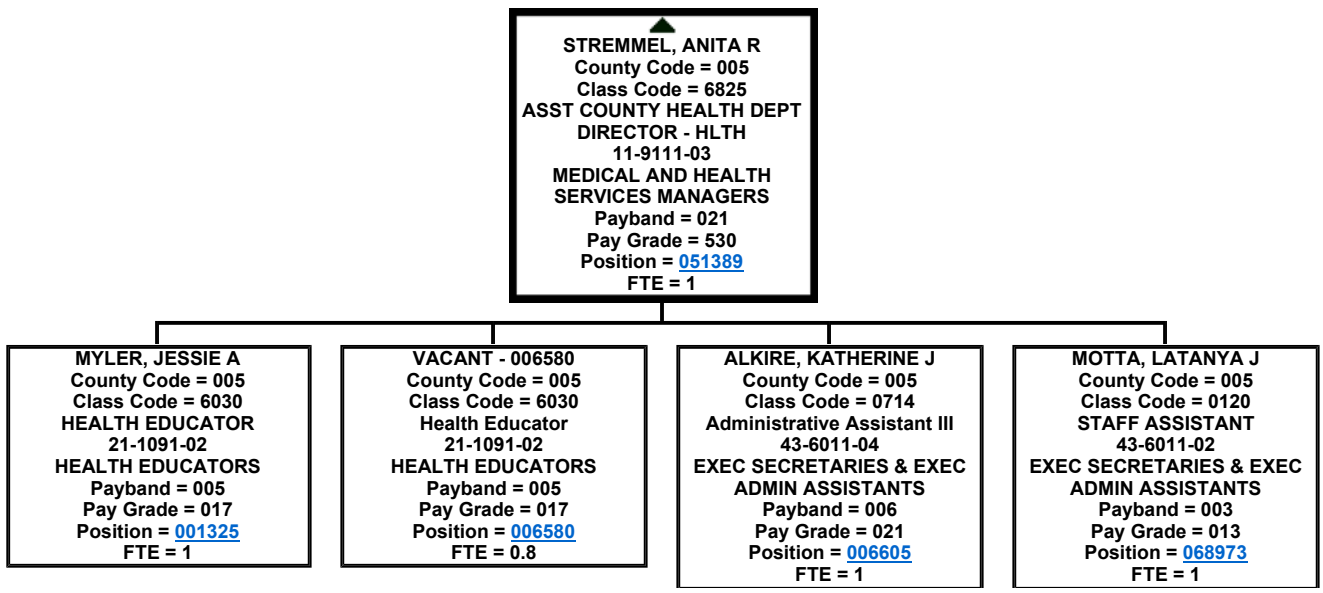 STREMMEL, ANITA R
County Code = 005
Class Code = 6825
ASST COUNTY HEALTH DEPT
DIRECTOR - HLTH
11-9111-03
MEDICAL AND HEALTH
SERVICES MANAGERS
Payband = 021
Pay Grade = 530
Position = 051389
FTE = 1
MYLER, JESSIE A
County Code = 005
Class Code = 6030
HEALTH EDUCATOR
21-1091-02
HEALTH EDUCATORS
Payband = 005
Pay Grade = 017
Position = 001325
FTE = 1
VACANT - 006580
County Code = 005
Class Code = 6030
Health Educator
21-1091-02
HEALTH EDUCATORS
Payband = 005
Pay Grade = 017
Position = 006580
FTE = 0.8
ALKIRE, KATHERINE J
County Code = 005
Class Code = 0714
Administrative Assistant III
43-6011-04
EXEC SECRETARIES & EXEC
ADMIN ASSISTANTS
Payband = 006
Pay Grade = 021
Position = 006605
FTE = 1
MOTTA, LATANYA J
County Code = 005
Class Code = 0120
STAFF ASSISTANT
43-6011-02
EXEC SECRETARIES & EXEC
ADMIN ASSISTANTS
Payband = 003
Pay Grade = 013
Position = 068973
FTE = 1